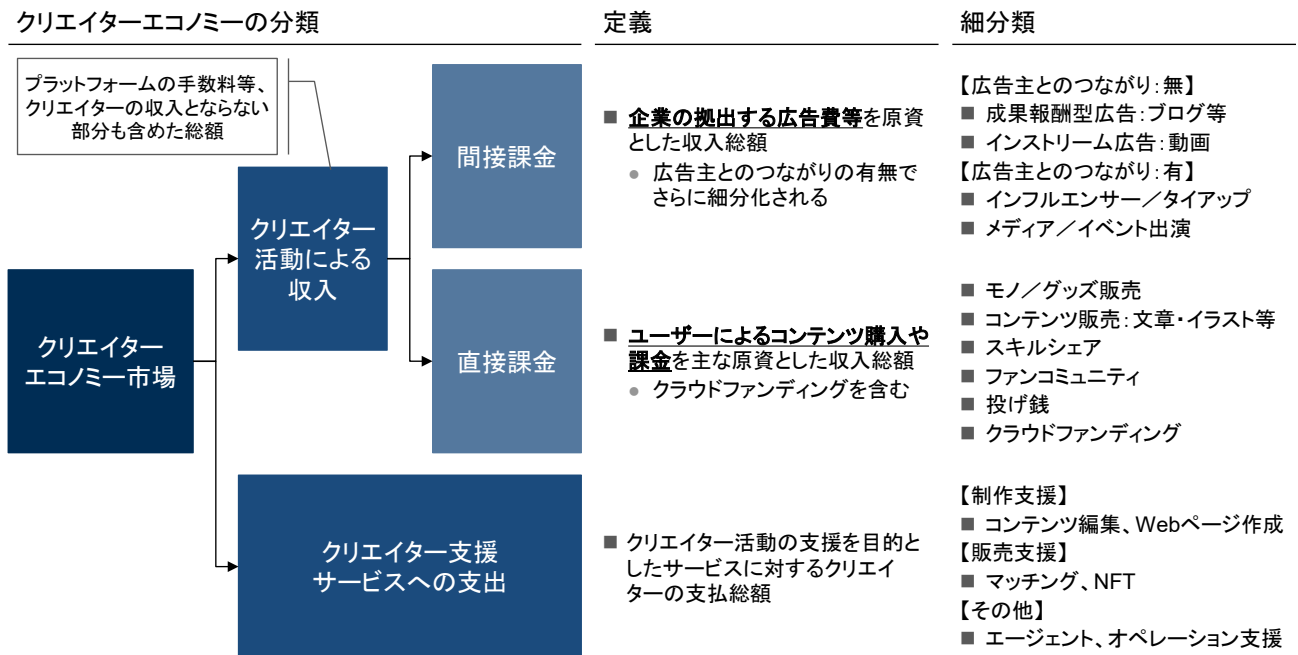 クリエイターエコノミーの分類
定義
細分類
プラットフォームの手数料等、
クリエイターの収入とならない
部分も含めた総額
クリエイター
エコノミー市場
クリエイター
活動による
収入
間接課金
■ 企業の拠出する広告費等を原資
とした収入総額
● 広告主とのつながりの有無で
さらに細分化される
【広告主とのつながり:無】
■ 成果報酬型広告:ブログ等
■ インストリーム広告:動画
【広告主とのつながり:有】
■ インフルエンサー/タイアップ
■ メディア/イベント出演
直接課金
■ ユーザーによるコンテンツ購入や
課金を主な原資とした収入総額
● クラウドファンディングを含む
■ モノ/グッズ販売
■ コンテンツ販売:文章・イラスト等
■ スキルシェア
■ ファンコミュニティ
■ 投げ銭
■ クラウドファンディング
クリエイター支援
サービスへの支出
■ クリエイター活動の支援を目的と
したサービスに対するクリエイ
ターの支払総額
【制作支援】
■ コンテンツ編集、Webページ作成
【販売支援】
■ マッチング、NFT
【その他】
■ エージェント、オペレーション支援